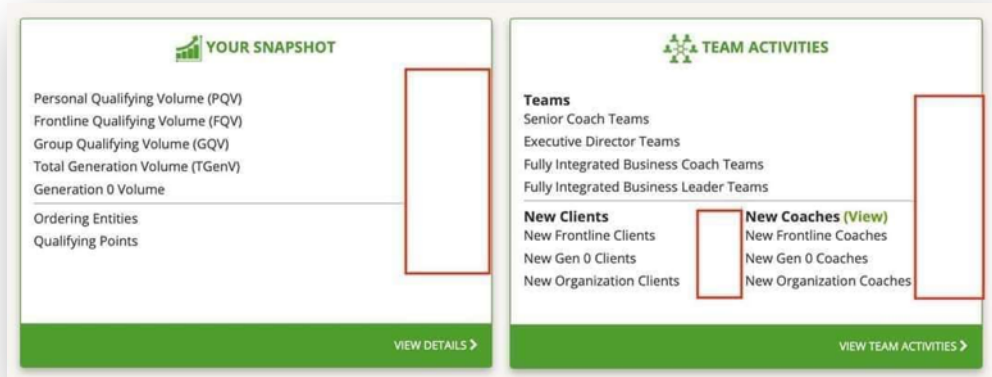 YOUR SNAPSHOT
Personal Qualifying Volume (PQV)
Frontline Qualifying Volume (FQV)
Group Qualifying Volume (GQV)
Total Generation Volume (TGenV)
Generation 0 Volume
Ordering Entities
Qualifying Points
VIEW DETAILS
TEAM ACTIVITIES
Teams
Senior Coach Teams
Executive Director Teams
Fully Integrated Business Coach Teams
Fully Integrated Business Leader Teams
New Clients
New Frontline Clients
New Gen 0 Clients
New Organization Clients
New Coaches (View)
New Frontline Coaches
New Gen 0 Coaches
New Organization Coaches
VIEW TEAM ACTIVITIES